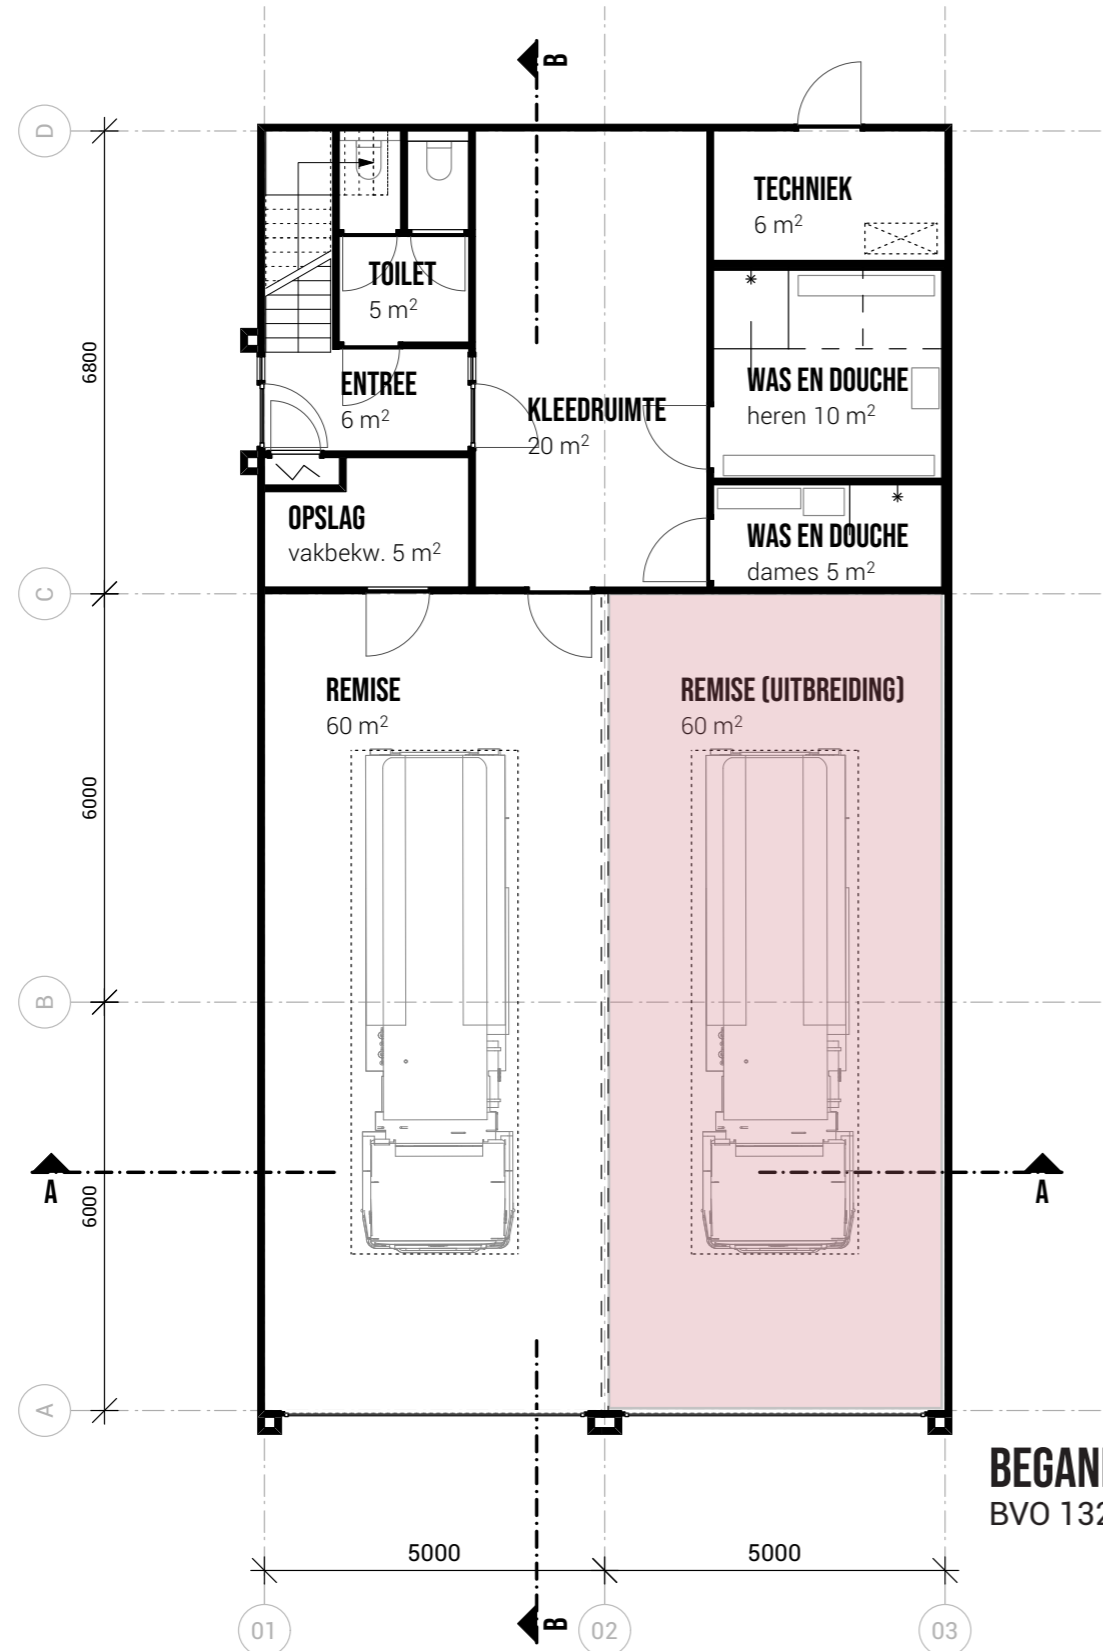 B
D
TECHNIEK
6 m²
TOILET
5 m²
6800
ENTREE
6 m²
KLEEDRUIMTE
20 m²
WAS EN DOUCHE
heren 10 m²
OPSLAG
vakbekw. 5 m²
WAS EN DOUCHE
dames 5 m²
C
REMISE
60 m²
REMISE (UITBREIDING)
60 m²
6000
B
A
A
6000
A
BEGAN
BVO 132
5000
5000
B
01
02
03